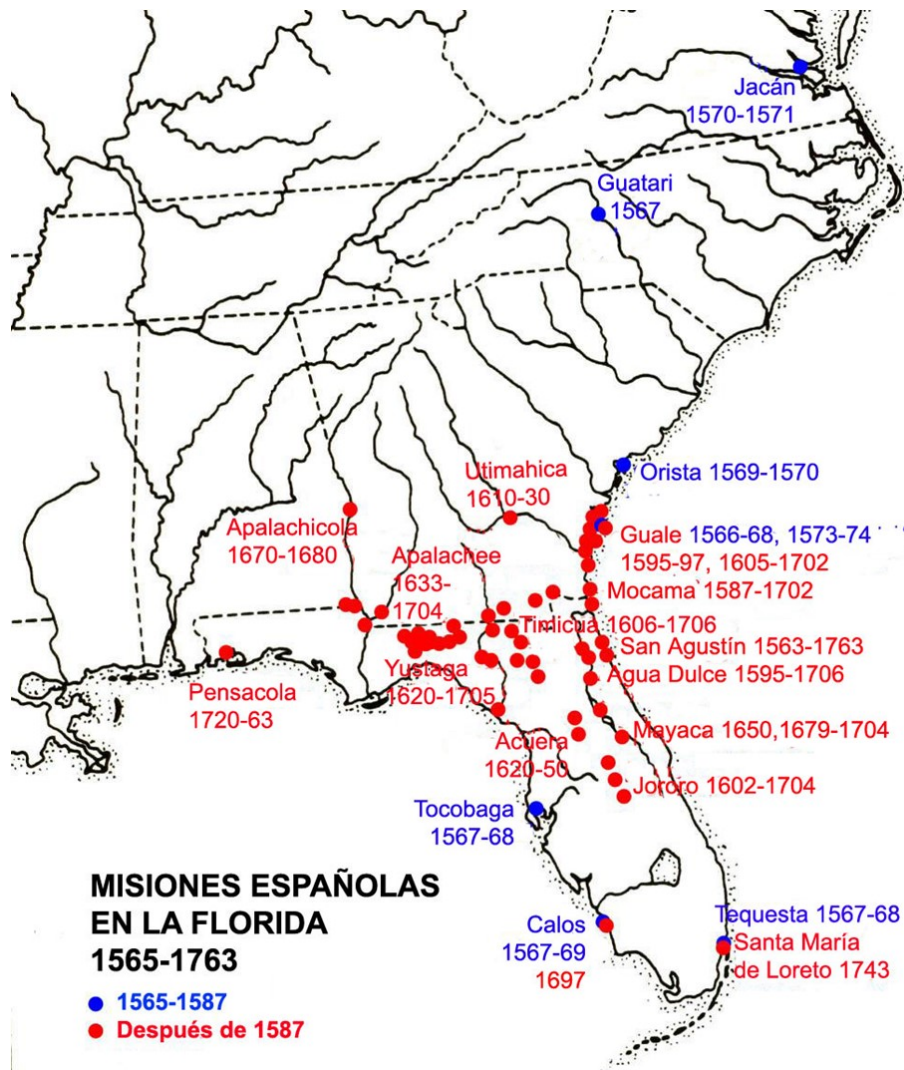 Jacán
1570-1571
Guatari
1567
Orista 1569-1570
Utimahica
1610-30
Apalachicola
1670-1680
Guale 1566-68, 1573-74
1595-97, 1605-1702
Apalachee
1633-
1704
Mocama 1587-1702
Timicua 1606-1706
San Agustín 1563-1763
Yustaga
1620-1705
Agua Dulce 1595-1706
Pensacola
1720-63
Mayaca 1650,1679-1704
Acuera
1620-50
Jororo 1602-1704
Tocobaga
1567-68
MISIONES ESPAÑOLAS
EN LA FLORIDA
1565-1763
1565-1587
Después de 1587
Calos
1567-69
1697
Tequesta 1567-68
Santa María
de Loreto 1743